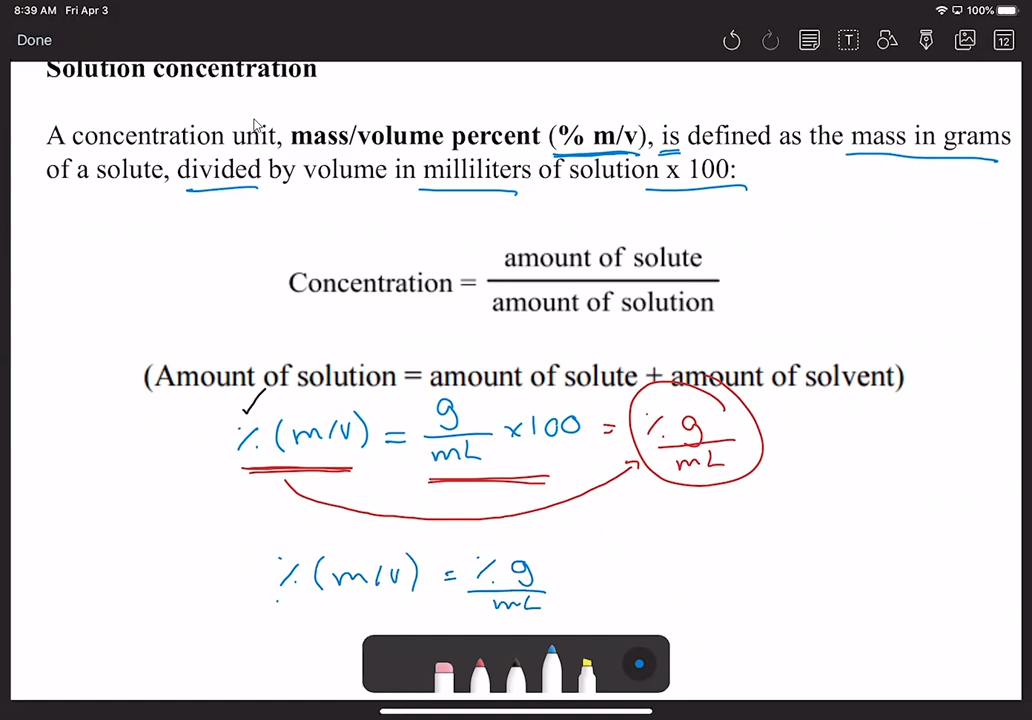 8:39 AM Fri Apr 3 100%
Done T 12
Solution concentration
A concentration unit, mass/volume percent (% m/v), is defined as the mass in grams
of a solute, divided by volume in milliliters of solution x 100:
amount of solute
Concentration =
amount of solution
(Amount of solution = amount of solute + amount of solvent)
% (m/v) = g/mL x100 = % g/mL
% (m/v) = % g/mL